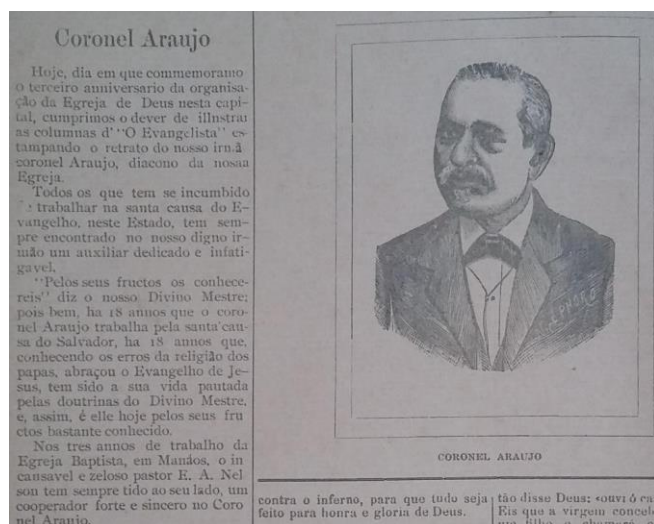 Coronel Araujo
Hoje, dia em que commemoramo
o terceiro anniversario da organisa-
ção da Egreja de Deus nesta capi-
tal, cumprimos o dever de illustrar
as columnas d' "O Evangelista" es-
tampando o retrato do nosso irmã
coronel Araujo, diacono da nossa
Egreja.
Todos os que tem se incumbido
trabalhar na santa causa do E-
vangelho, neste Estado, tem sem-
pre encontrado no nosso digno ir-
mão um auxiliar dedicado e infati-
gavel.
"Pelos seus fructos os conhece-
reis" diz o nosso Divino Mestre;
pois bem, ha 18 annos que o coro-
nel Araujo trabalha pela santa cau-
sa do Salvador, ha 18 annos que,
conhecendo os erros da religião dos
papas, abraçou o Evangelho de Je-
sus, tem sido a sua vida pautada
pelas doutrinas do Divino Mestre,
e, assim, é elle hoje pelos seus fru
ctos bastante conhecido.
Nos tres annos de trabalho da
Egreja Baptista, em Manáos, o in
cansavel e zeloso pastor E. A. Nel
son tem sempre tido ao seu lado, um
cooperador forte e sincero no Coro
nel Araujo.
CORONEL ARAUJO
contra o inferno, para que tudo seja
feito para honra e gloria de Deus.
tão disse Deus: «ouvi ó ca
Eis que a virgem conce